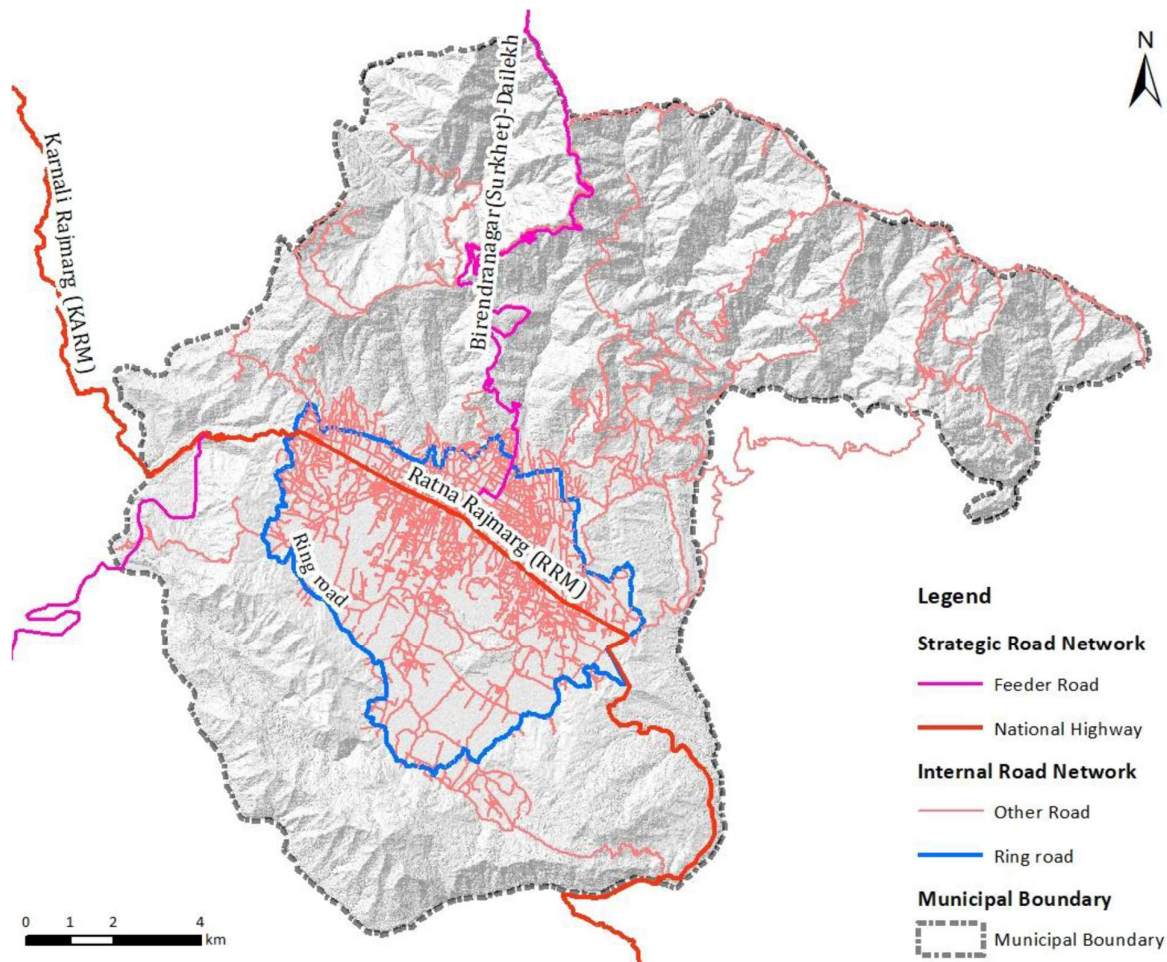 N
Birendranagar(Surkhet)-Dailekh
Karnali Rajmarg (KARM)
Ratna Rajmarg (RRM)
Ring road
Legend
Strategic Road Network
Feeder Road
National Highway
Internal Road Network
Other Road
Ring road
Municipal Boundary
Municipal Boundary
0 1 2 4
km